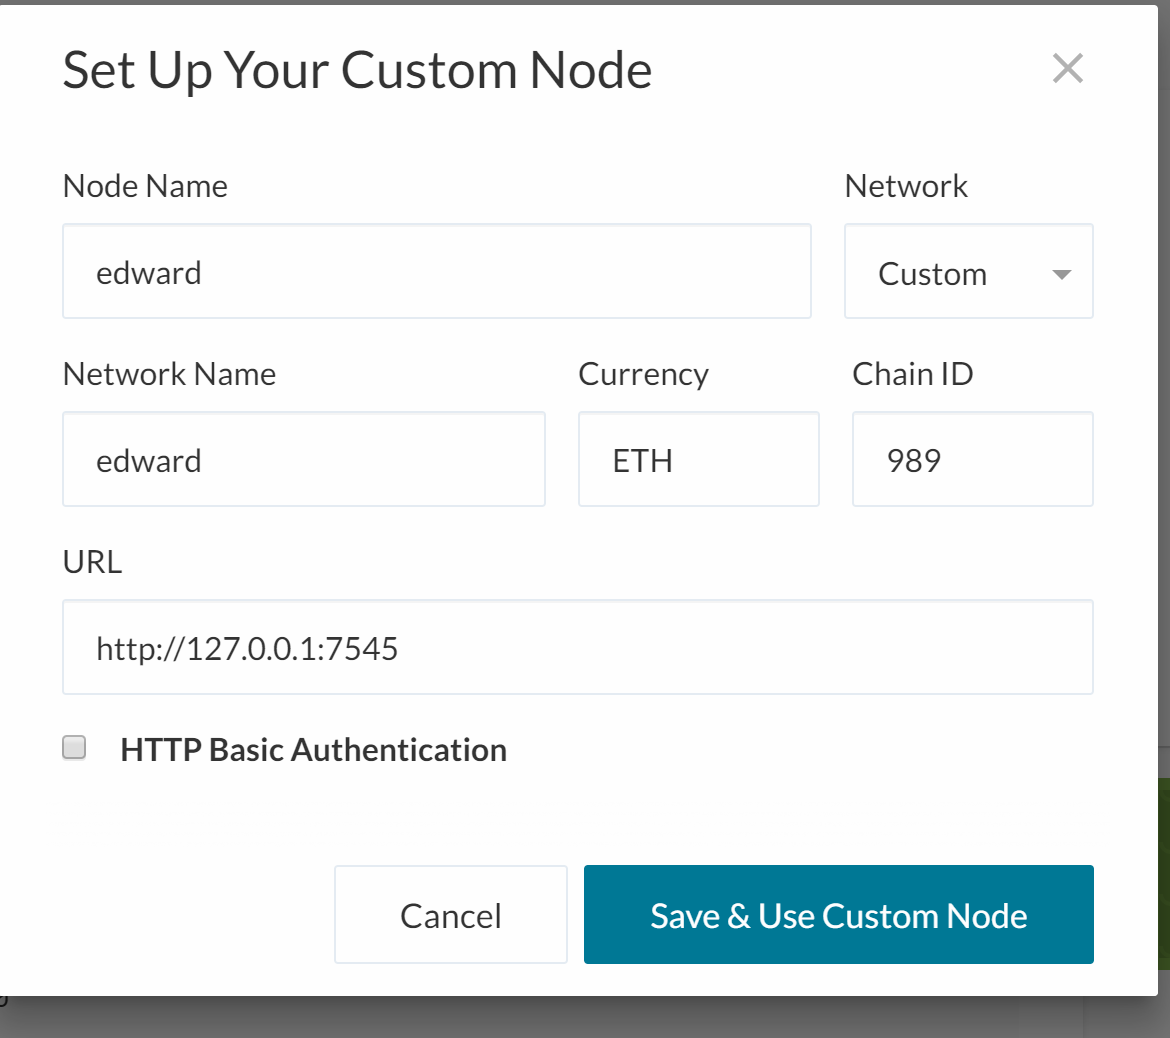 Set Up Your Custom Node
Node Name
Network
edward
Custom
Network Name
Currency
Chain ID
edward
ETH
989
URL
http://127.0.0.1:7545
HTTP Basic Authentication
Cancel
Save & Use Custom Node